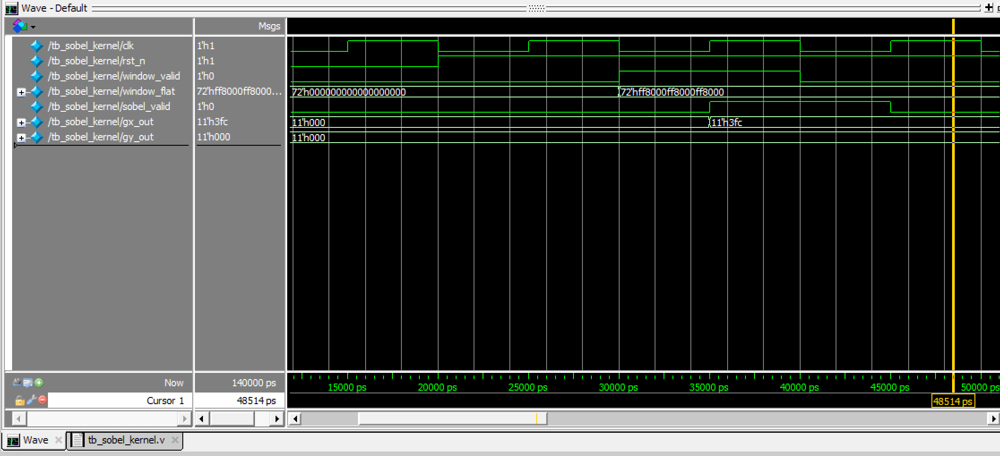 Wave - Default
Msgs
/tb_sobel_kernel/clk 1'h1
/tb_sobel_kernel/rst_n 1'h1
/tb_sobel_kernel/window_valid 1'h0
/tb_sobel_kernel/window_flat 72'hff8000ff8000... 72'h000000000000000000 72'hff8000ff8000ff8000
/tb_sobel_kernel/sobel_valid 1'h0
/tb_sobel_kernel/gx_out 11'h3fc 11'h000 11'h3fc
/tb_sobel_kernel/gy_out 11'h000 11'h000
Now 140000 ps 15000 ps 20000 ps 25000 ps 30000 ps 35000 ps 40000 ps 45000 ps 50000 ps
Cursor 1 48514 ps 48514 ps
Wave tb_sobel_kernel.v